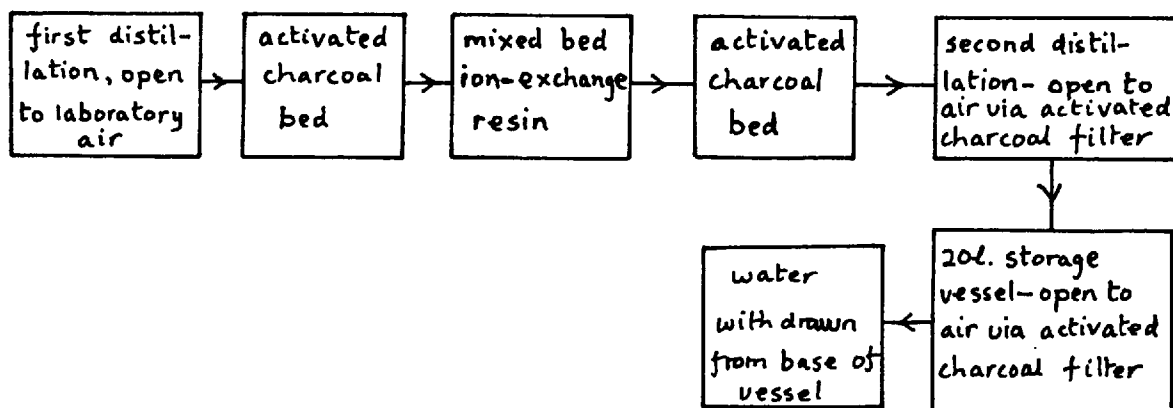 first distil-
lation, open
to laboratory
air
activated
charcoal
bed
mixed bed
ion-exchange
resin
activated
charcoal
bed
second distil-
lation- open to
air via activated
charcoal filter
20l. storage
vessel-open to
air via activated
charcoal filter
water
withdrawn
from base of
vessel